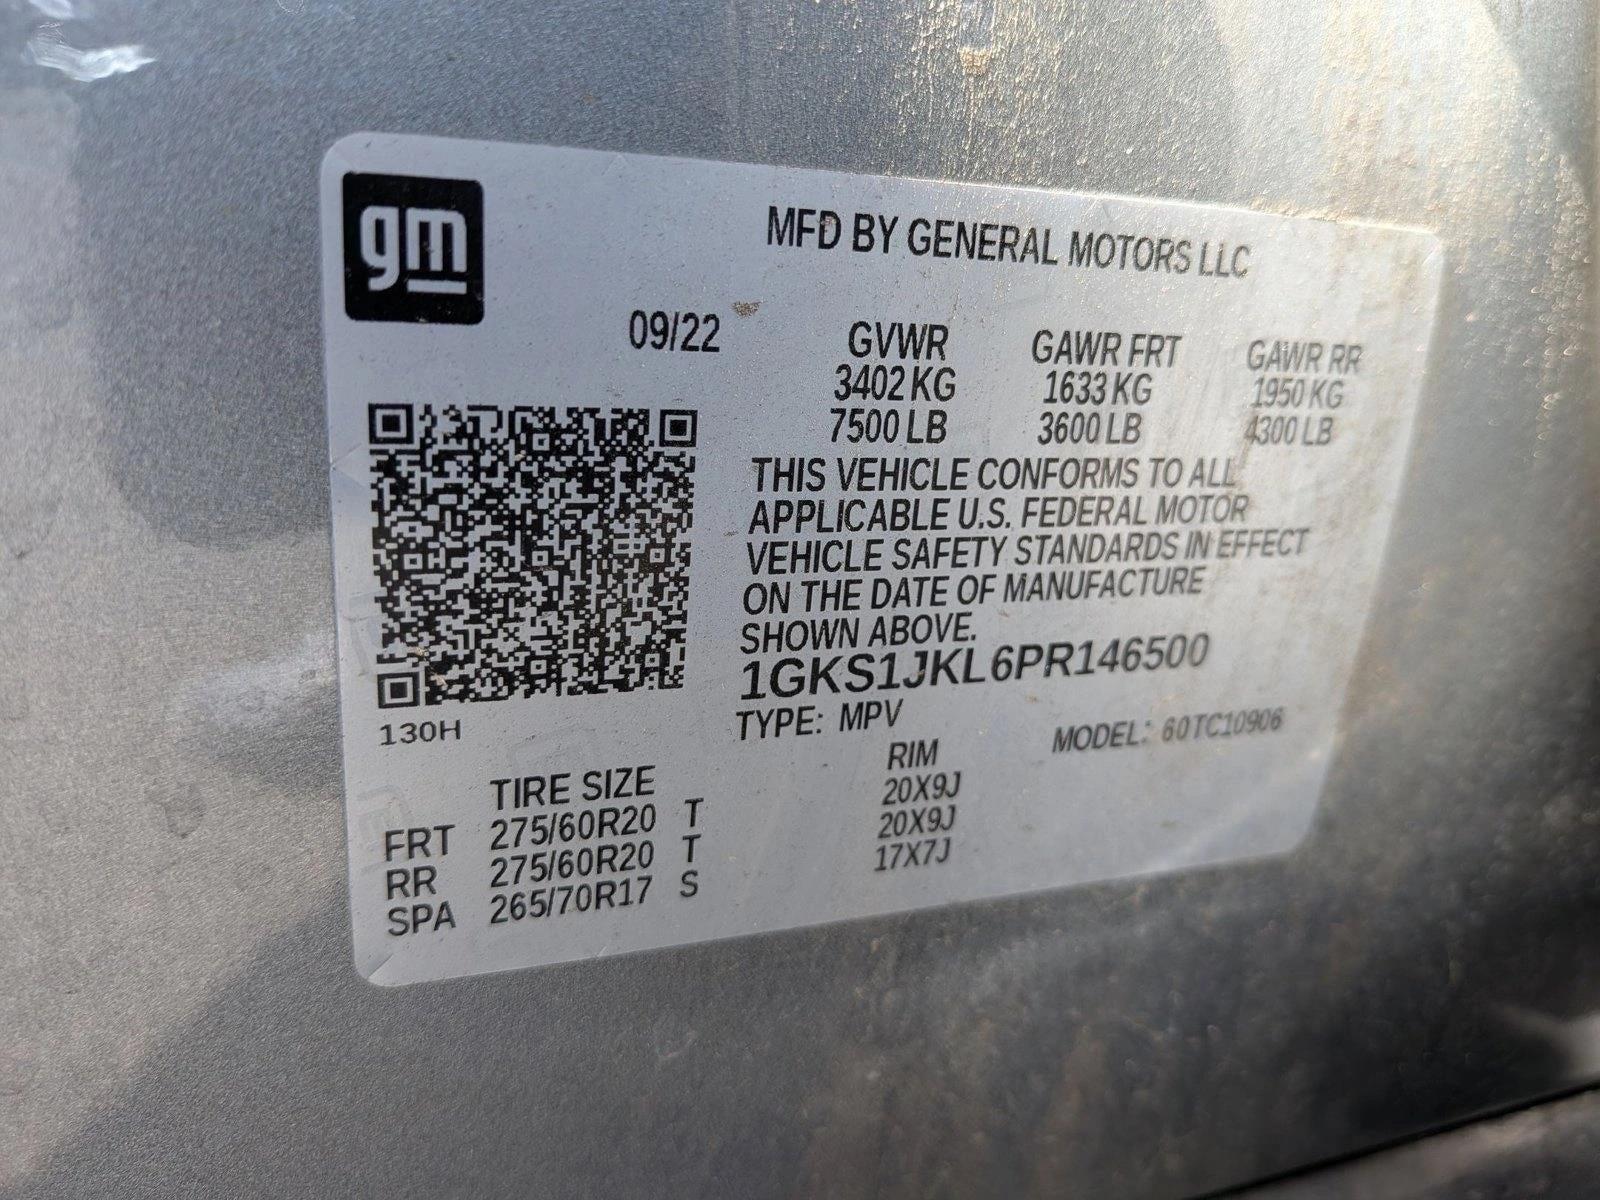 gm
MFD BY GENERAL MOTORS LLC
09/22
GVWR GAWR FRT GAWR RR
3402 KG 1633 KG 1950 KG
7500 LB 3600 LB 4300 LB
THIS VEHICLE CONFORMS TO ALL
APPLICABLE U.S. FEDERAL MOTOR
VEHICLE SAFETY STANDARDS IN EFFECT
ON THE DATE OF MANUFACTURE
SHOWN ABOVE.
1GKS1JKL6PR146500
130H
TYPE: MPV MODEL: 60TC10906
TIRE SIZE RIM
FRT 275/60R20 T 20X9J
RR 275/60R20 T 20X9J
SPA 265/70R17 S 17X7J